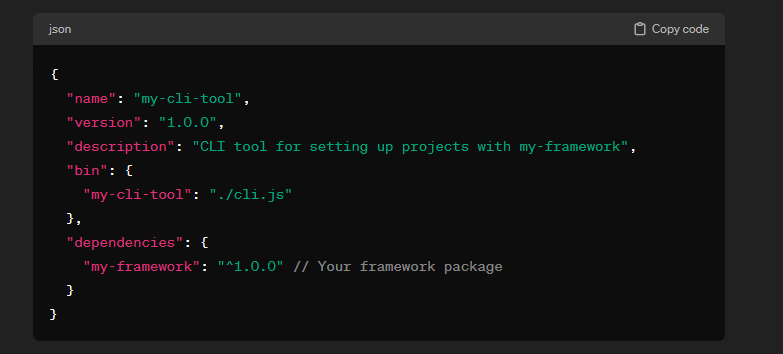 json
Copy code
{
  "name": "my-cli-tool",
  "version": "1.0.0",
  "description": "CLI tool for setting up projects with my-framework",
  "bin": {
    "my-cli-tool": "./cli.js"
  },
  "dependencies": {
    "my-framework": "^1.0.0" // Your framework package
  }
}